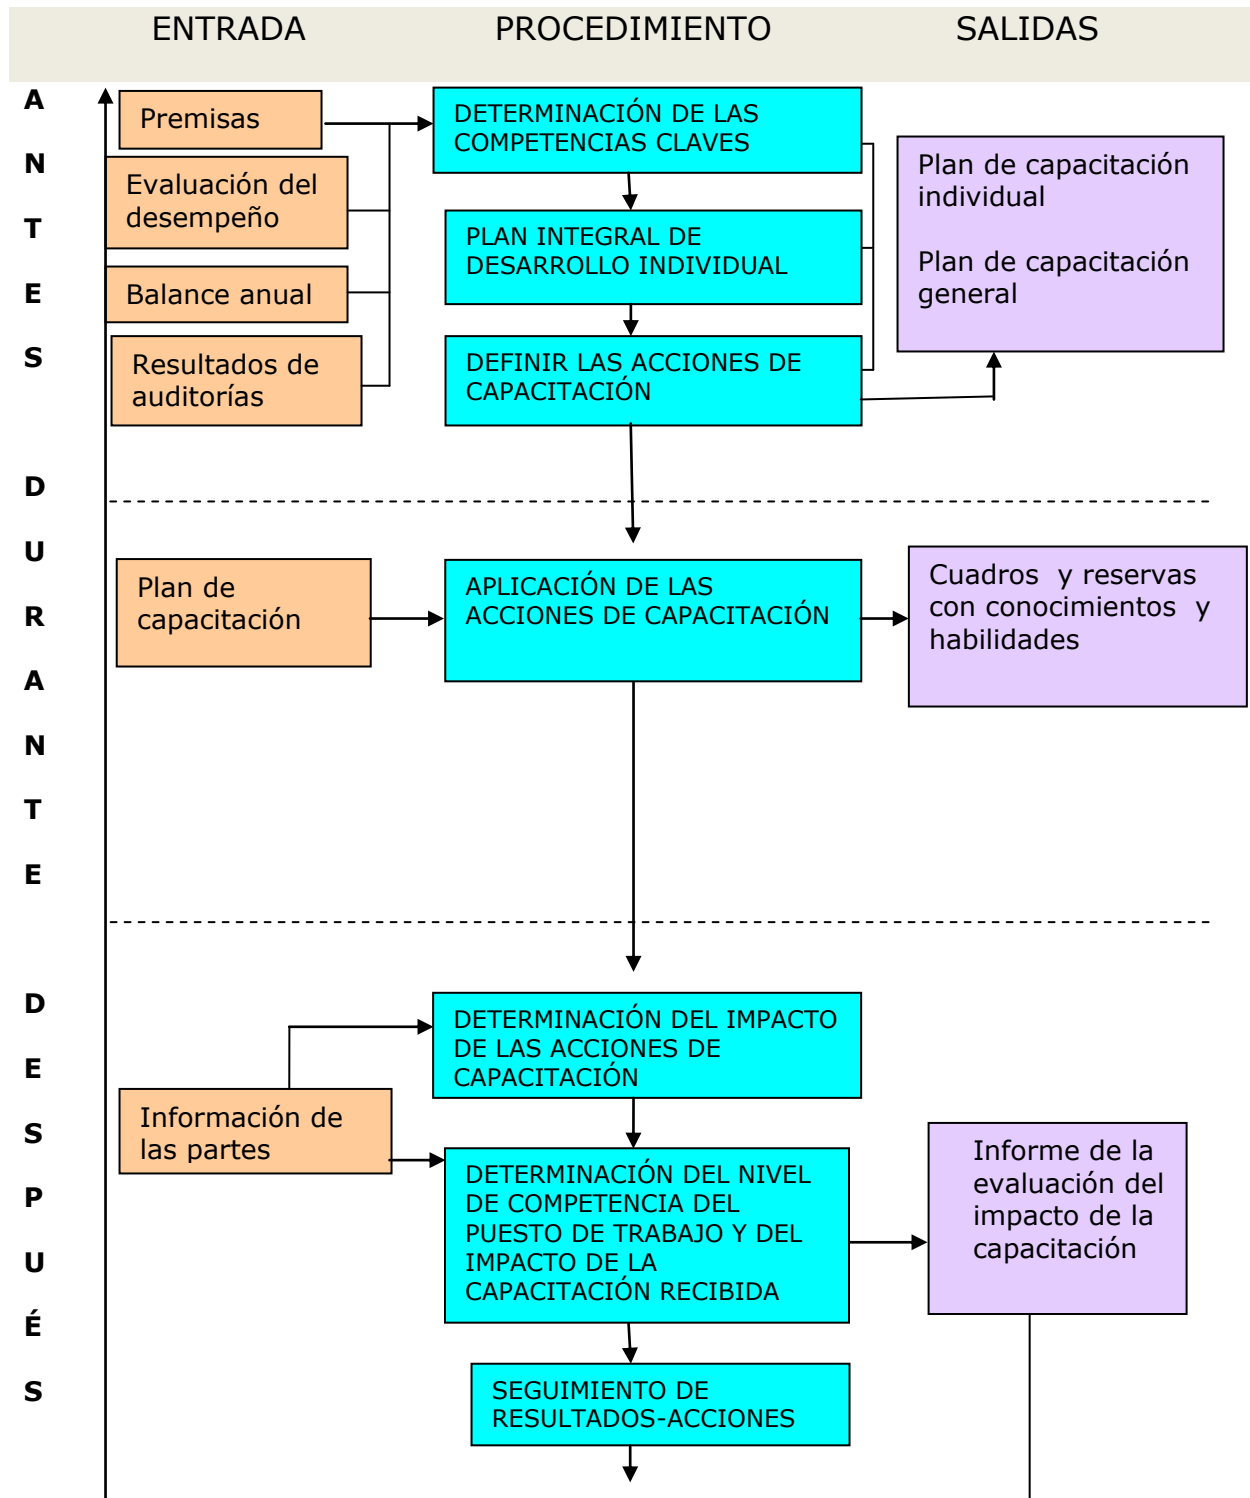 ENTRADA PROCEDIMIENTO SALIDAS
A
N
T
E
S
Premisas
Evaluación del
desempeño
Balance anual
Resultados de
auditorías
DETERMINACIÓN DE LAS
COMPETENCIAS CLAVES
PLAN INTEGRAL DE
DESARROLLO INDIVIDUAL
DEFINIR LAS ACCIONES DE
CAPACITACIÓN
Plan de capacitación
individual
Plan de capacitación
general
D
U
R
A
N
T
E
Plan de
capacitación
APLICACIÓN DE LAS
ACCIONES DE CAPACITACIÓN
Cuadros y reservas
con conocimientos y
habilidades
D
E
S
P
U
É
S
Información de
las partes
DETERMINACIÓN DEL IMPACTO
DE LAS ACCIONES DE
CAPACITACIÓN
DETERMINACIÓN DEL NIVEL
DE COMPETENCIA DEL
PUESTO DE TRABAJO Y DEL
IMPACTO DE LA
CAPACITACIÓN RECIBIDA
SEGUIMIENTO DE
RESULTADOS-ACCIONES
Informe de la
evaluación del
impacto de la
capacitación